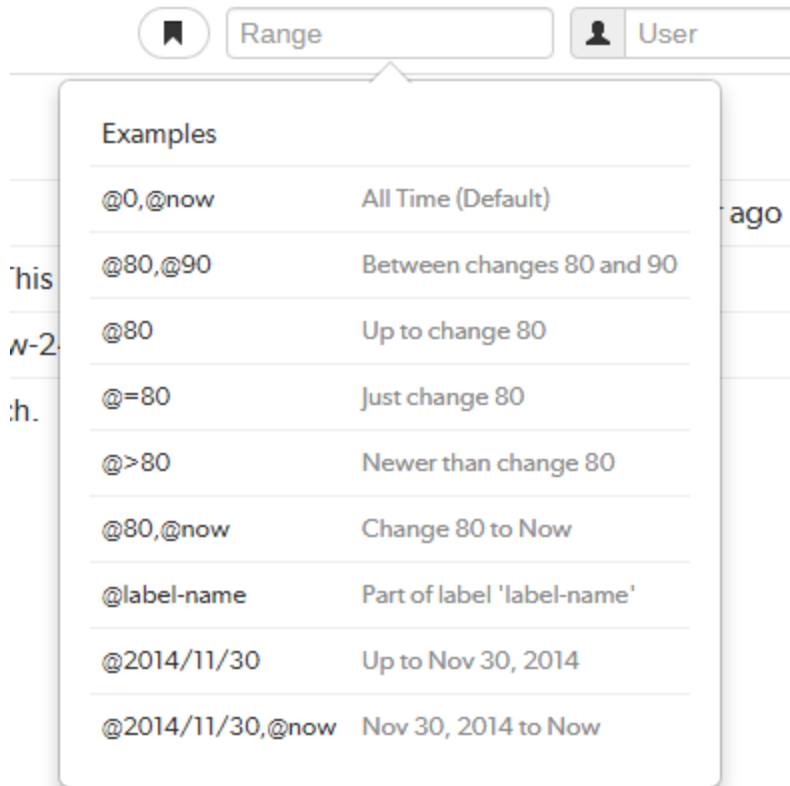 Range
User
Examples
@0,@now All Time (Default)
ago
@80,@90 Between changes 80 and 90
This
@80 Up to change 80
@=80 Just change 80
@>80 Newer than change 80
@80,@now Change 80 to Now
@label-name Part of label 'label-name'
@2014/11/30 Up to Nov 30, 2014
@2014/11/30,@now Nov 30, 2014 to Now